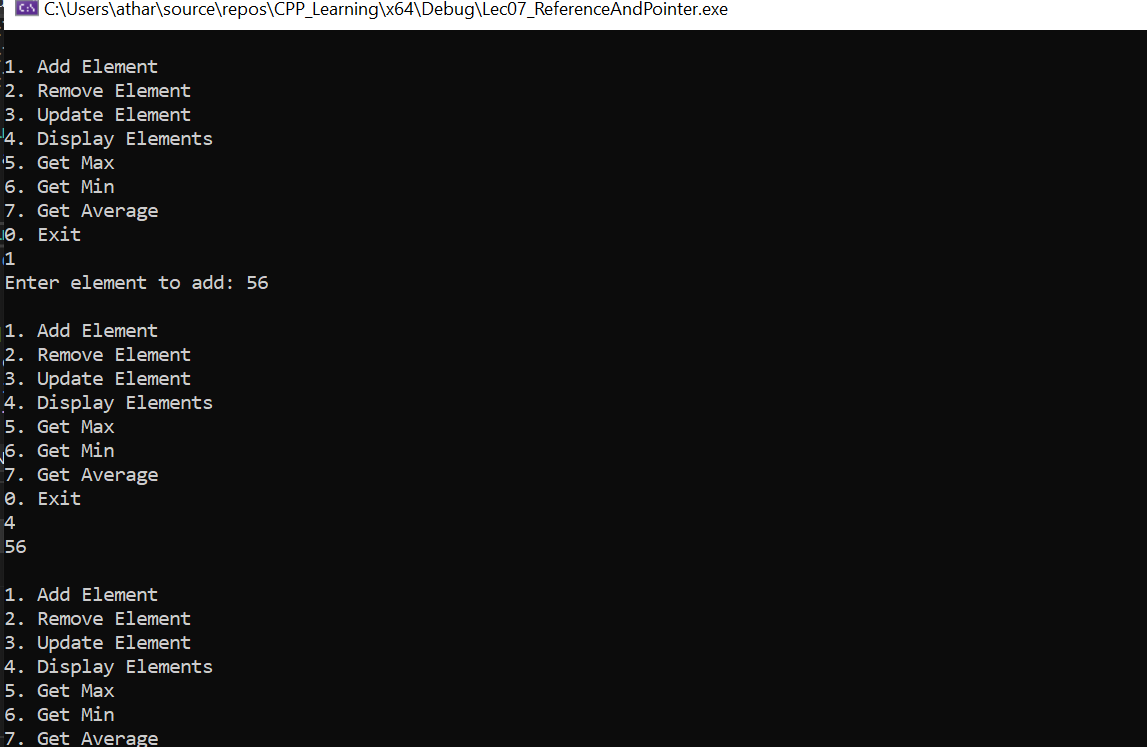 C:\Users\athar\source\repos\CPP_Learning\x64\Debug\Lec07_ReferenceAndPointer.exe
1. Add Element
2. Remove Element
3. Update Element
4. Display Elements
5. Get Max
6. Get Min
7. Get Average
0. Exit
1
Enter element to add: 56
1. Add Element
2. Remove Element
3. Update Element
4. Display Elements
5. Get Max
6. Get Min
7. Get Average
0. Exit
4
56
1. Add Element
2. Remove Element
3. Update Element
4. Display Elements
5. Get Max
6. Get Min
7. Get Average